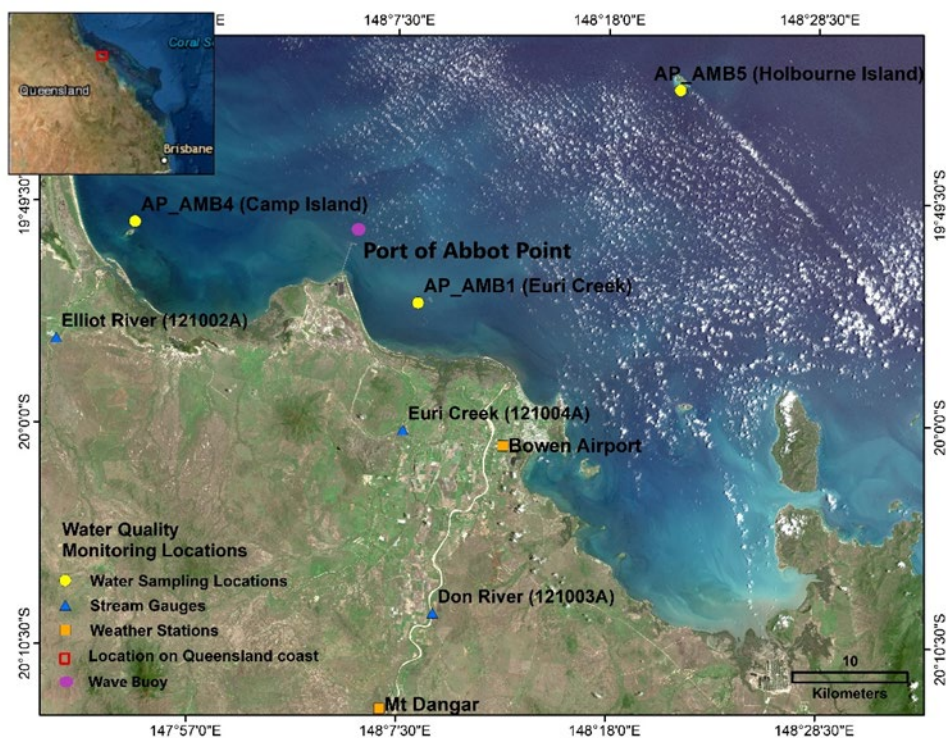 148°7'30"E
148°18'0"E
148°28'30"E
Queensland
Brisbane
AP_AMB5 (Holbourne Island)
19°49'30"S
19°49'30"S
AP_AMB4 (Camp Island)
Port of Abbot Point
AP_AMB1 (Euri Creek)
Elliot River (121002A)
Euri Creek (121004A)
20°0'0"S
20°0'0"S
Bowen Airport
Water Quality
Monitoring Locations
Water Sampling Locations
Stream Gauges
Weather Stations
Location on Queensland coast
Wave Buoy
Don River (121003A)
20°10'30"S
20°10'30"S
10
Kilometers
Mt Dangar
147°57'0"E
148°7'30"E
148°18'0"E
148°28'30"E